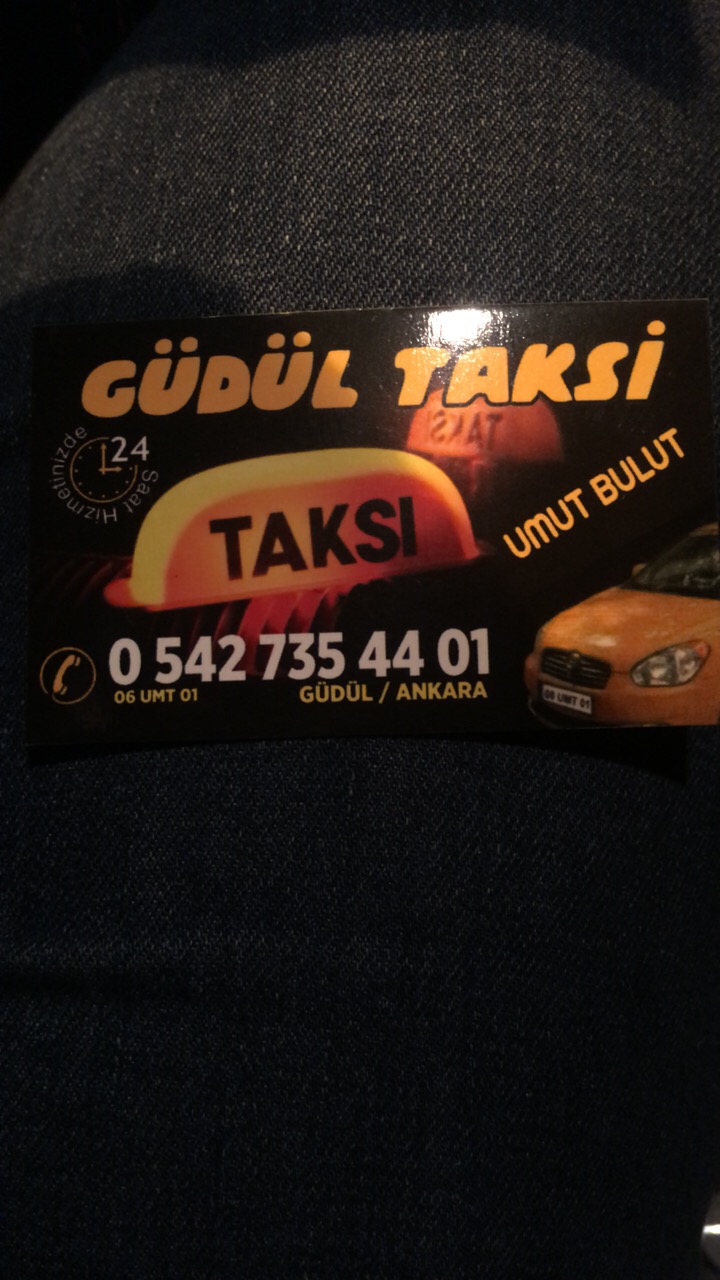 GÜDÜL TAKSİ
24
Saat Hizmetinizde
TAKSI
TAKSI
UMUT BULUT
0 542 735 44 01
06 UMT 01
GÜDÜL / ANKARA
06 UMT 01